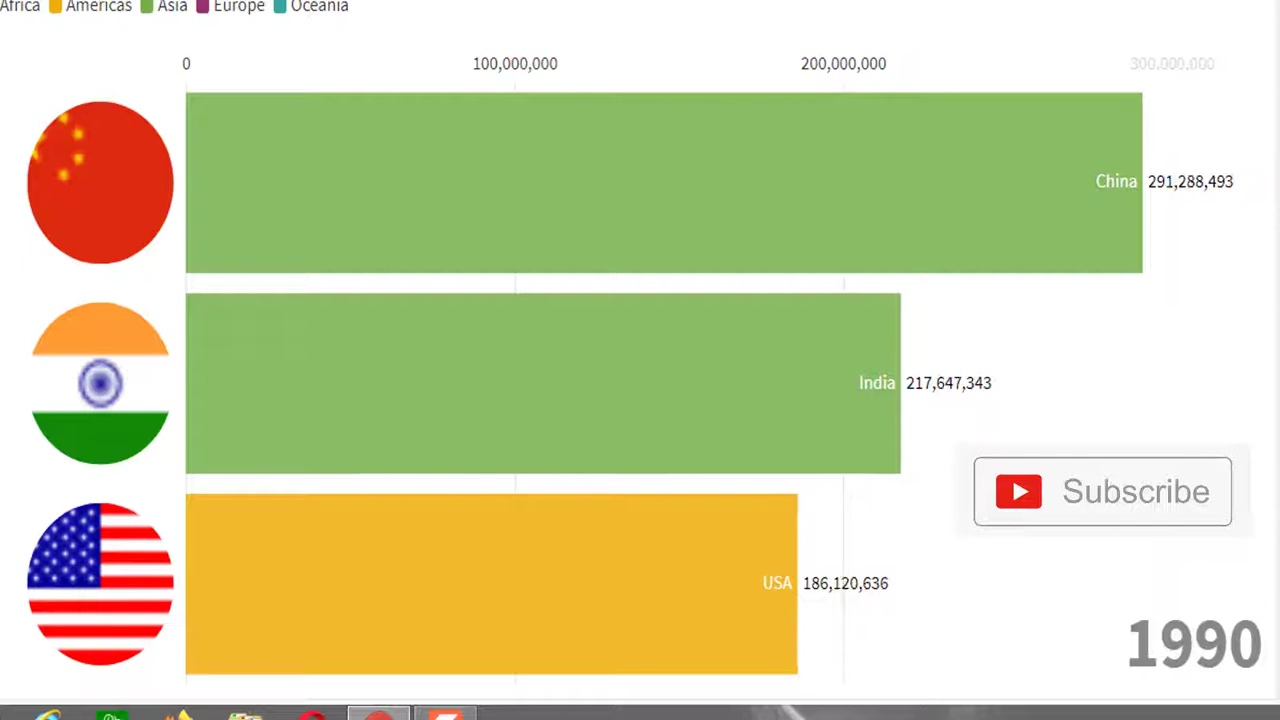 Africa Americas Asia Europe Oceania
0 100,000,000 200,000,000 300,000,000
China 291,288,493
India 217,647,343
Subscribe
USA 186,120,636
1990